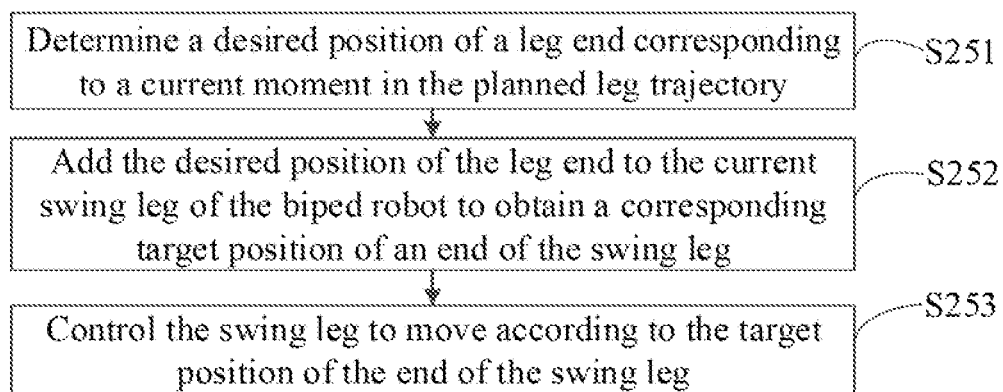 Determine a desired position of a leg end corresponding
to a current moment in the planned leg trajectory
S251
Add the desired position of the leg end to the current
swing leg of the biped robot to obtain a corresponding
target position of an end of the swing leg
S252
Control the swing leg to move according to the target
position of the end of the swing leg
S253